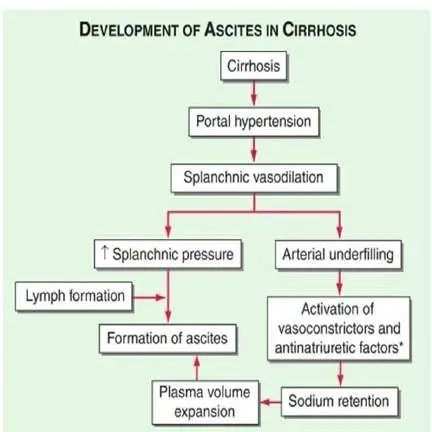 DEVELOPMENT OF ASCITES IN CIRRHOSIS
Cirrhosis
Portal hypertension
Splanchnic vasodilation
↑ Splanchnic pressure
Arterial underfilling
Lymph formation
Activation of
vasoconstrictors and
antinatriuretic factors*
Formation of ascites
Plasma volume
expansion
Sodium retention